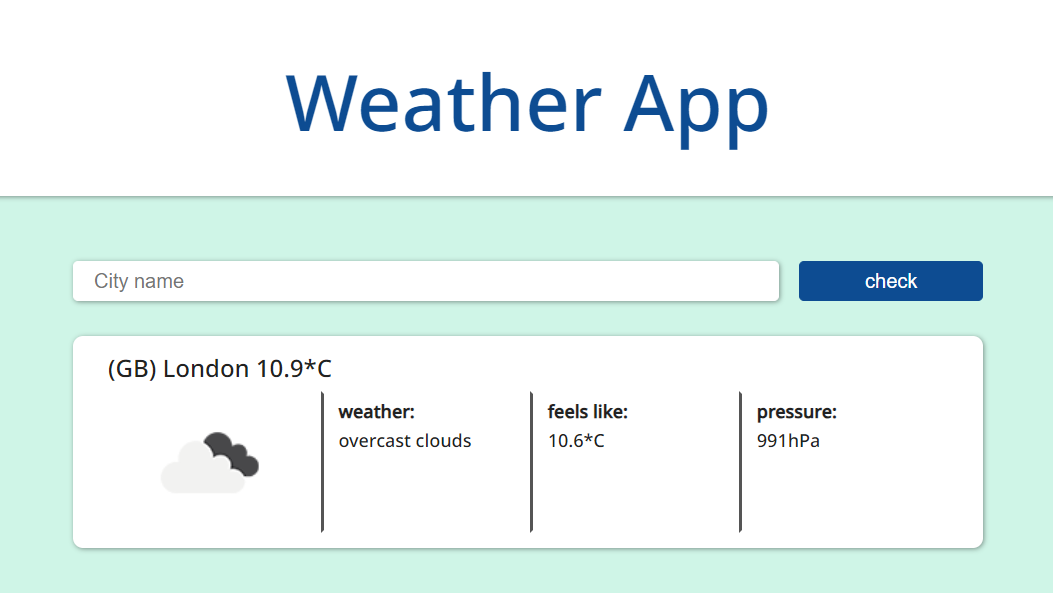 Weather App
City name
check
(GB) London 10.9*C
weather:
overcast clouds
feels like:
10.6*C
pressure:
991hPa